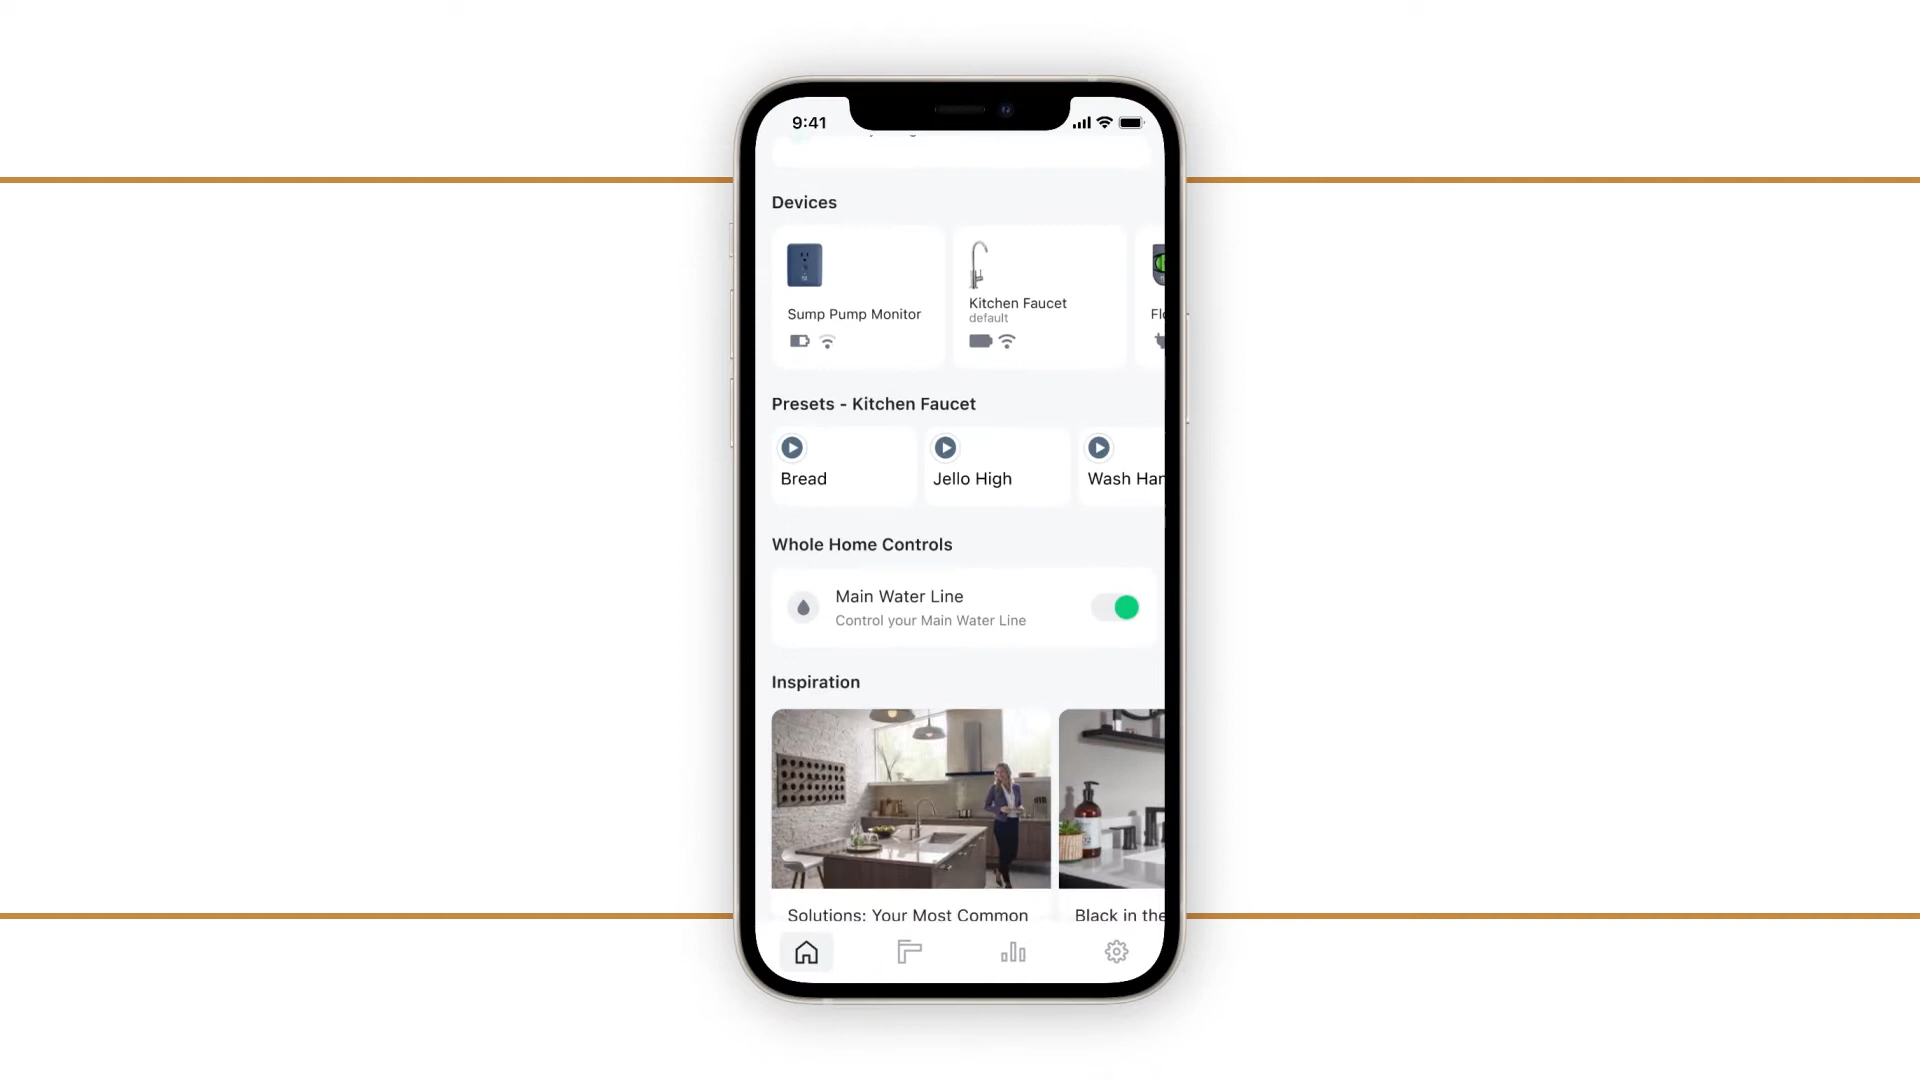 9:41
Devices
Sump Pump Monitor
Kitchen Faucet
default
Presets - Kitchen Faucet
Bread
Jello High
Wash Han
Whole Home Controls
Main Water Line
Control your Main Water Line
Inspiration
Solutions: Your Most Common
Black in the